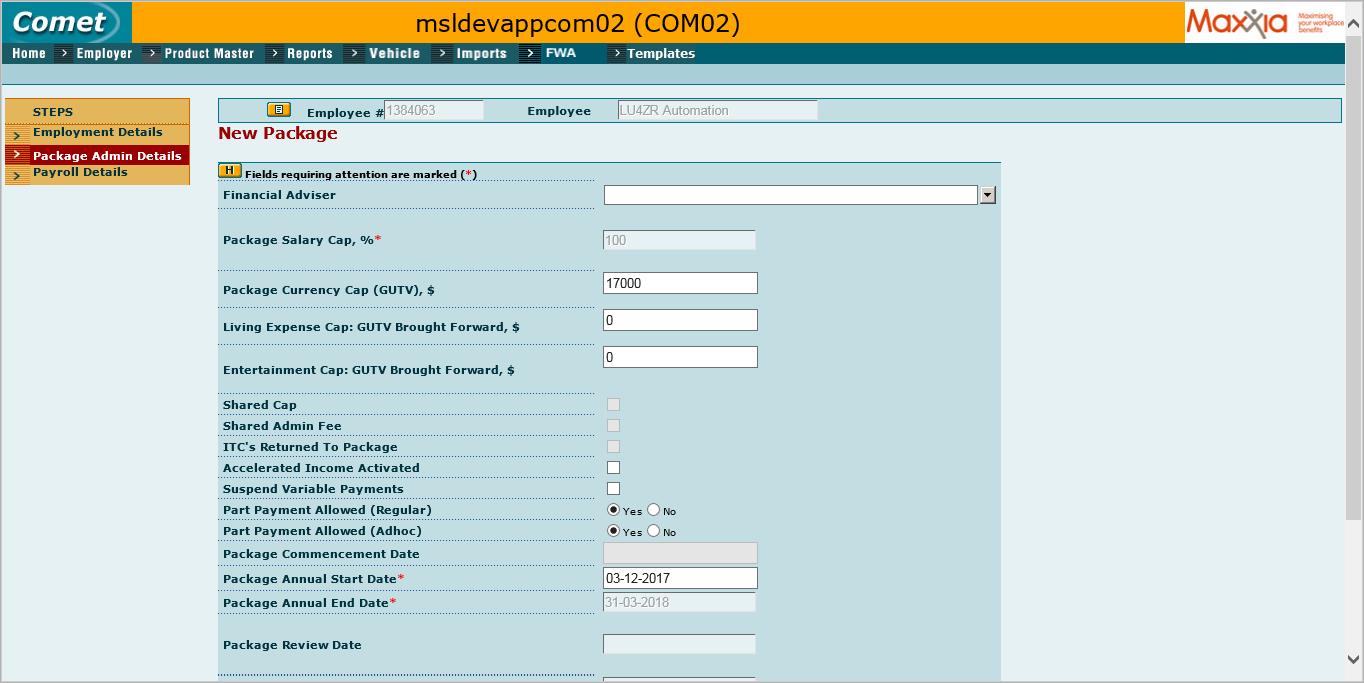 Comet
msldevappcom02 (COM02)
Maxxia Maximising your workplace benefits
Home > Employer > Product Master > Reports > Vehicle > Imports > FWA > Templates
STEPS
> Employment Details
> Package Admin Details
> Payroll Details
Employee # 1384063 Employee LU4ZR Automation
New Package
H Fields requiring attention are marked (*)
Financial Adviser
Package Salary Cap, %* 100
Package Currency Cap (GUTV), $ 17000
Living Expense Cap: GUTV Brought Forward, $ 0
Entertainment Cap: GUTV Brought Forward, $ 0
Shared Cap
Shared Admin Fee
ITC's Returned To Package
Accelerated Income Activated
Suspend Variable Payments
Part Payment Allowed (Regular) Yes No
Part Payment Allowed (Adhoc) Yes No
Package Commencement Date
Package Annual Start Date* 03-12-2017
Package Annual End Date* 31-03-2018
Package Review Date